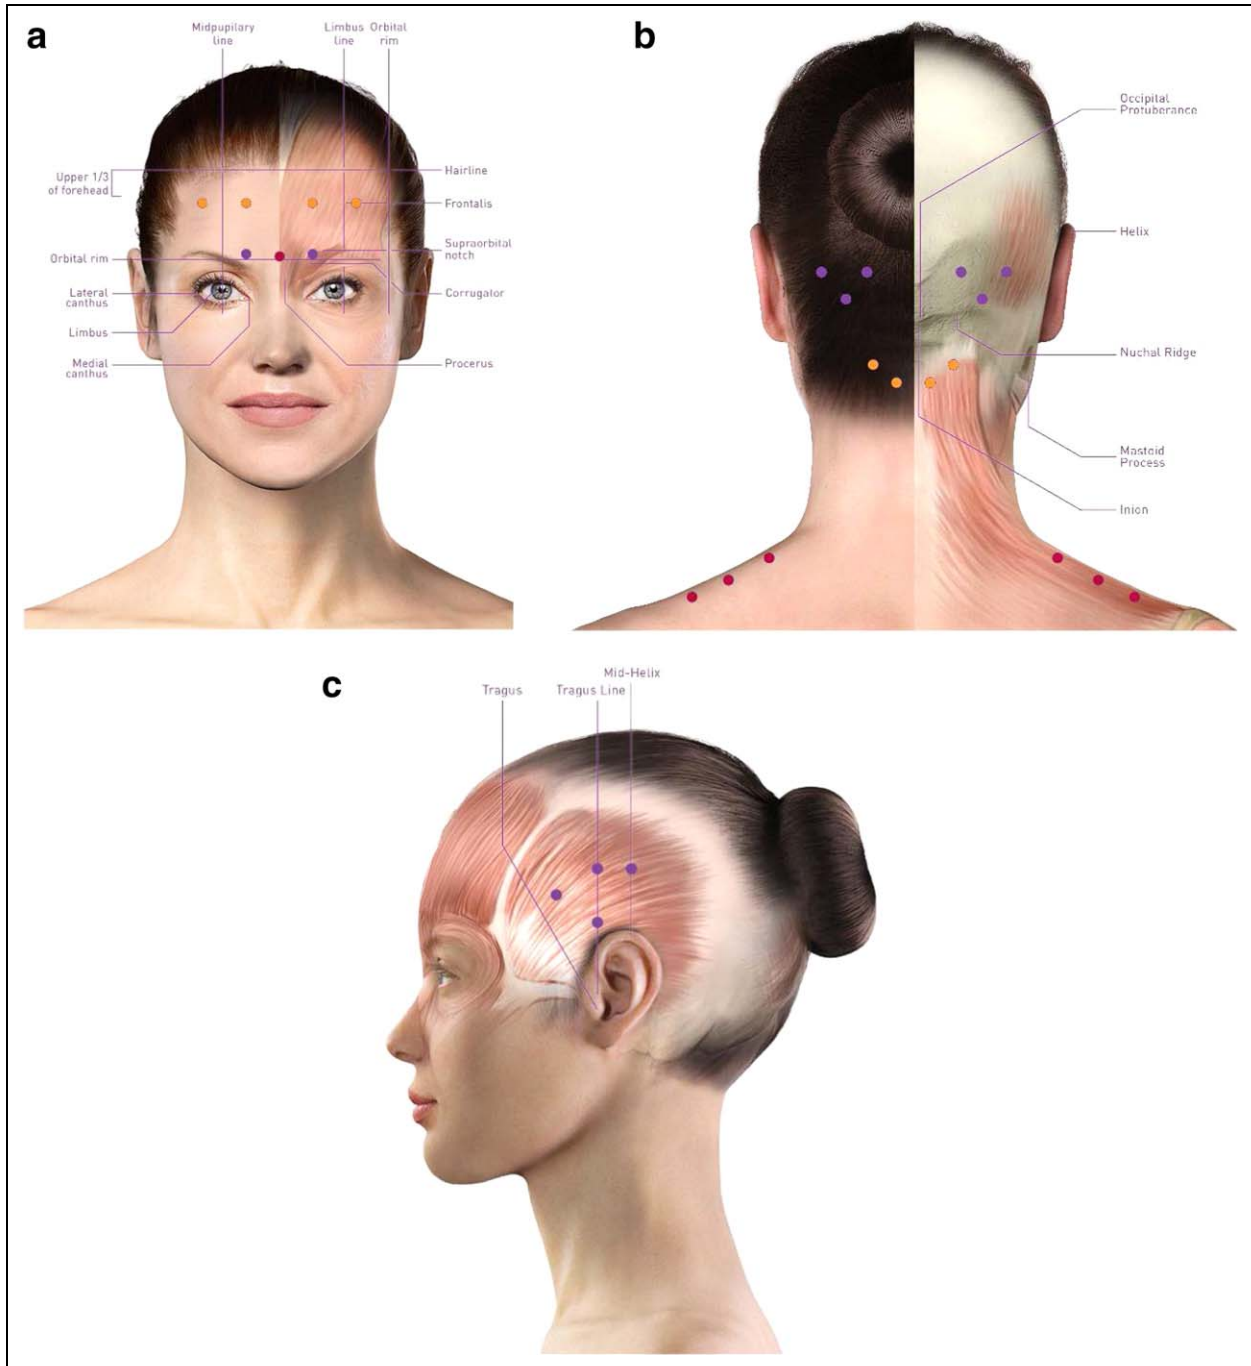 a
Midpupilary
line
Limbus
line
Orbital
rim
Upper 1/3
of forehead
Hairline
Frontalis
Orbital rim
Supraorbital
notch
Lateral
canthus
Corrugator
Limbus
Medial
canthus
Procerus
b
Occipital
Protuberance
Helix
Nuchal Ridge
Mastoid
Process
Inion
c
Mid-Helix
Tragus
Tragus Line